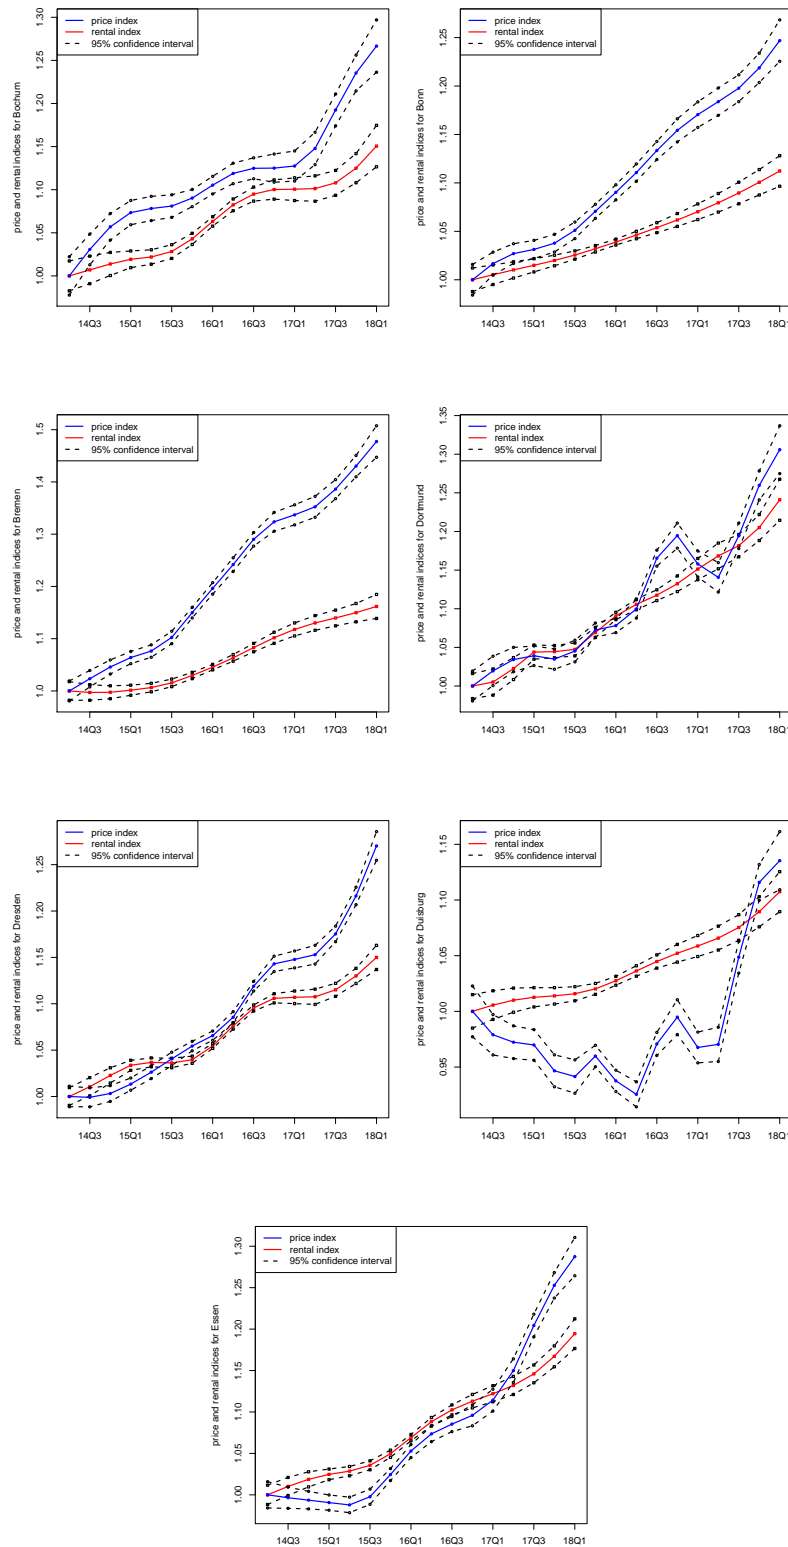 price index
rental index
95% confidence interval
price and rental indices for Bochum
1.00 1.05 1.10 1.15 1.20 1.25 1.30
14Q3 15Q1 15Q3 16Q1 16Q3 17Q1 17Q3 18Q1
price index
rental index
95% confidence interval
price and rental indices for Bonn
1.00 1.05 1.10 1.15 1.20 1.25
14Q3 15Q1 15Q3 16Q1 16Q3 17Q1 17Q3 18Q1
price index
rental index
95% confidence interval
price and rental indices for Bremen
1.0 1.1 1.2 1.3 1.4 1.5
14Q3 15Q1 15Q3 16Q1 16Q3 17Q1 17Q3 18Q1
price index
rental index
95% confidence interval
price and rental indices for Dortmund
1.00 1.05 1.10 1.15 1.20 1.25 1.30 1.35
14Q3 15Q1 15Q3 16Q1 16Q3 17Q1 17Q3 18Q1
price index
rental index
95% confidence interval
price and rental indices for Dresden
1.00 1.05 1.10 1.15 1.20 1.25
14Q3 15Q1 15Q3 16Q1 16Q3 17Q1 17Q3 18Q1
price index
rental index
95% confidence interval
price and rental indices for Duisburg
0.95 1.00 1.05 1.10 1.15
14Q3 15Q1 15Q3 16Q1 16Q3 17Q1 17Q3 18Q1
price index
rental index
95% confidence interval
price and rental indices for Essen
1.00 1.05 1.10 1.15 1.20 1.25 1.30
14Q3 15Q1 15Q3 16Q1 16Q3 17Q1 17Q3 18Q1